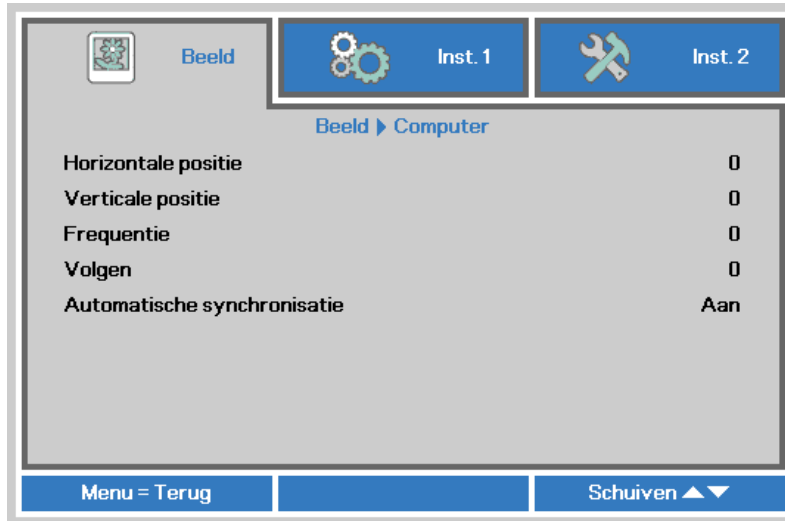 Beeld
Inst. 1
Inst. 2
Beeld ▶ Computer
Horizontale positie 0
Verticale positie 0
Frequentie 0
Volgen 0
Automatische synchronisatie Aan
Menu = Terug
Schuiven ▲▼